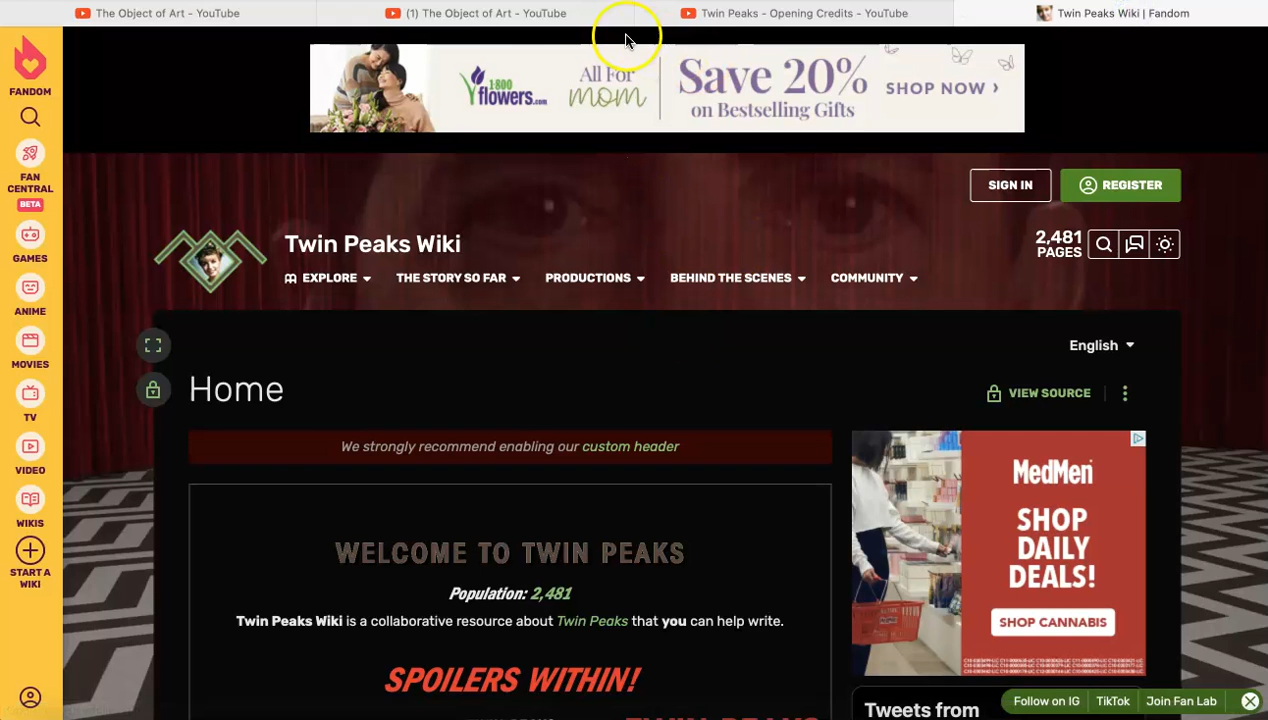 The Object of Art - YouTube
(1) The Object of Art - YouTube
Twin Peaks - Opening Credits - YouTube
Twin Peaks Wiki | Fandom
FANDOM
FAN
CENTRAL
BETA
GAMES
ANIME
MOVIES
TV
VIDEO
WIKIS
START A
WIKI
1800
flowers.com
All For
mom
Save 20%
on Bestselling Gifts
SHOP NOW ›
SIGN IN
REGISTER
Twin Peaks Wiki
2,481
PAGES
EXPLORE
THE STORY SO FAR
PRODUCTIONS
BEHIND THE SCENES
COMMUNITY
English
Home
VIEW SOURCE
We strongly recommend enabling our custom header
WELCOME TO TWIN PEAKS
Population: 2,481
Twin Peaks Wiki is a collaborative resource about Twin Peaks that you can help write.
SPOILERS WITHIN!
MedMen
SHOP
DAILY
DEALS!
SHOP CANNABIS
Tweets from
Follow on IG
TikTok
Join Fan Lab